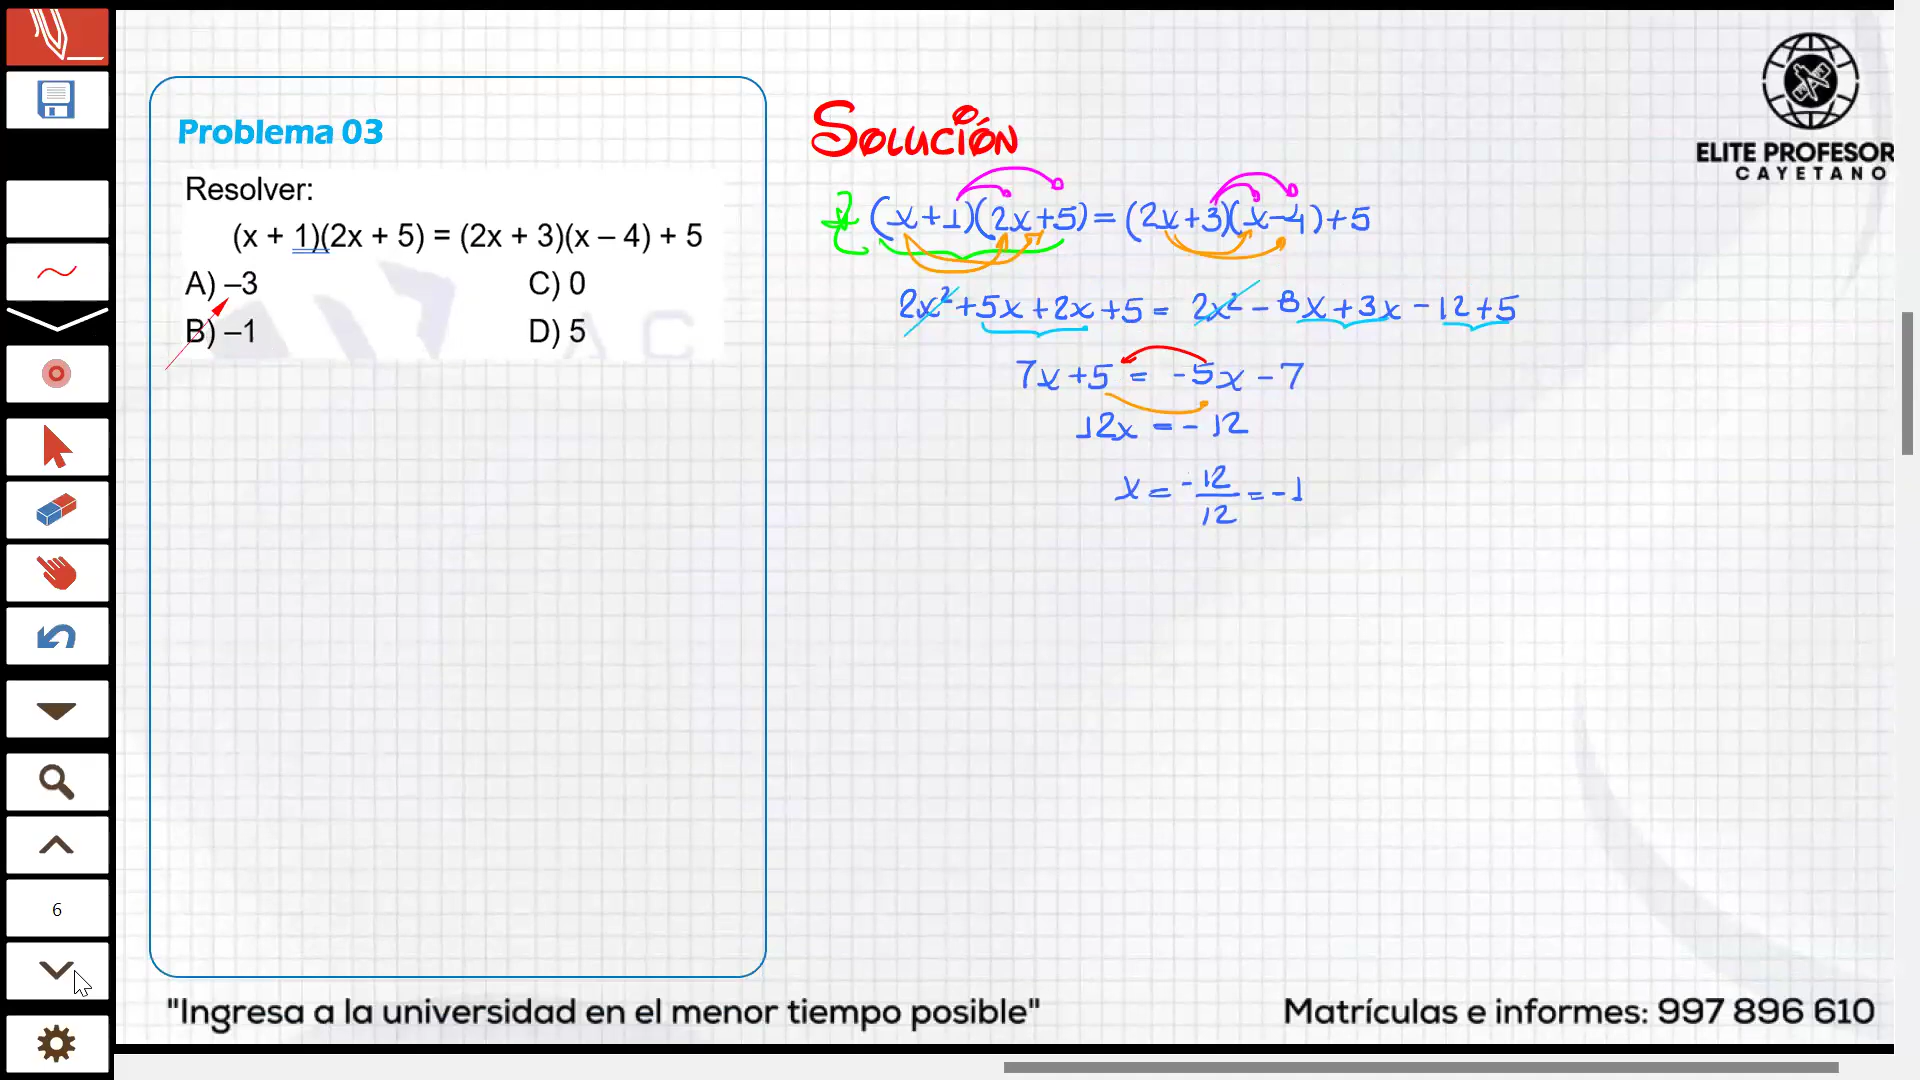 Problema 03
Resolver:
(x + 1)(2x + 5) = (2x + 3)(x – 4) + 5
A) –3
C) 0
B) –1
D) 5
SOLUCIÓN
(x+1)(2x+5) = (2x+3)(x-4)+5
2x²+5x+2x+5 = 2x²-8x+3x-12+5
7x+5 = -5x-7
12x = -12
x = -12/12 = -1
ELITE PROFESOR
CAYETANO
AC
6
"Ingresa a la universidad en el menor tiempo posible"
Matrículas e informes: 997 896 610